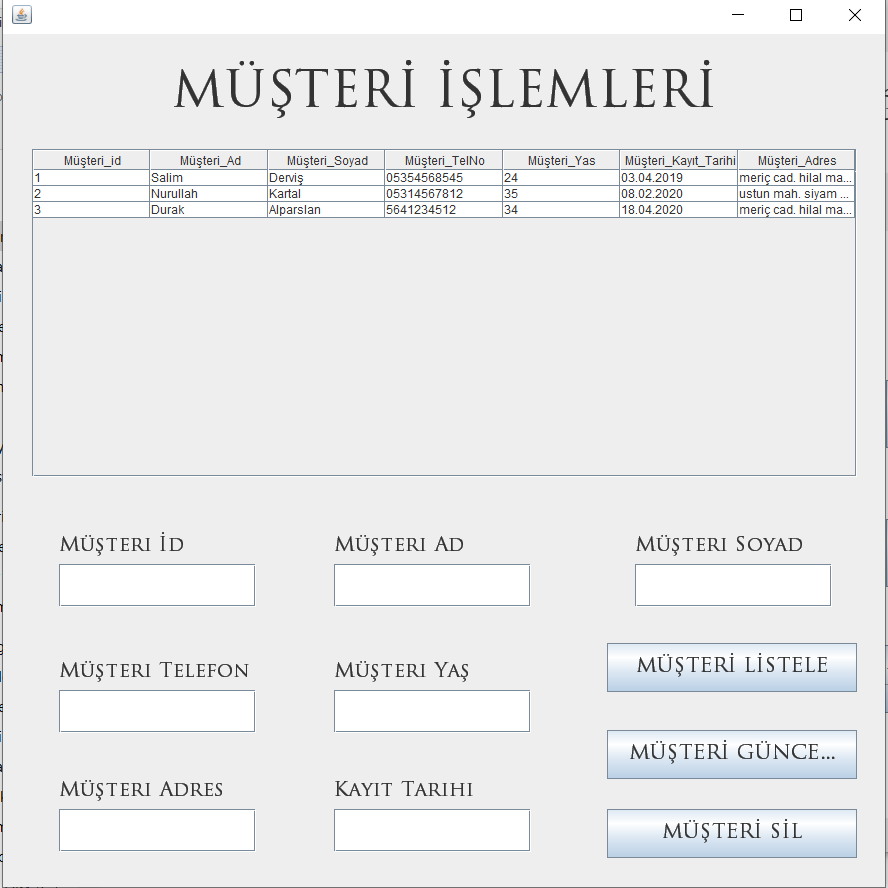 MÜŞTERİ İŞLEMLERİ
Müşteri_id Müşteri_Ad Müşteri_Soyad Müşteri_TelNo Müşteri_Yas Müşteri_Kayıt_Tarihi Müşteri_Adres
1 Salim Derviş 05354568545 24 03.04.2019 meriç cad. hilal ma...
2 Nurullah Kartal 05314567812 35 08.02.2020 ustun mah. siyam ...
3 Durak Alparslan 5641234512 34 18.04.2020 meriç cad. hilal ma...
Müşteri İd Müşteri Ad Müşteri Soyad
Müşteri Telefon Müşteri Yaş
MÜŞTERİ LİSTELE
MÜŞTERİ GÜNCE...
Müşteri Adres Kayıt Tarihi
MÜŞTERİ SİL